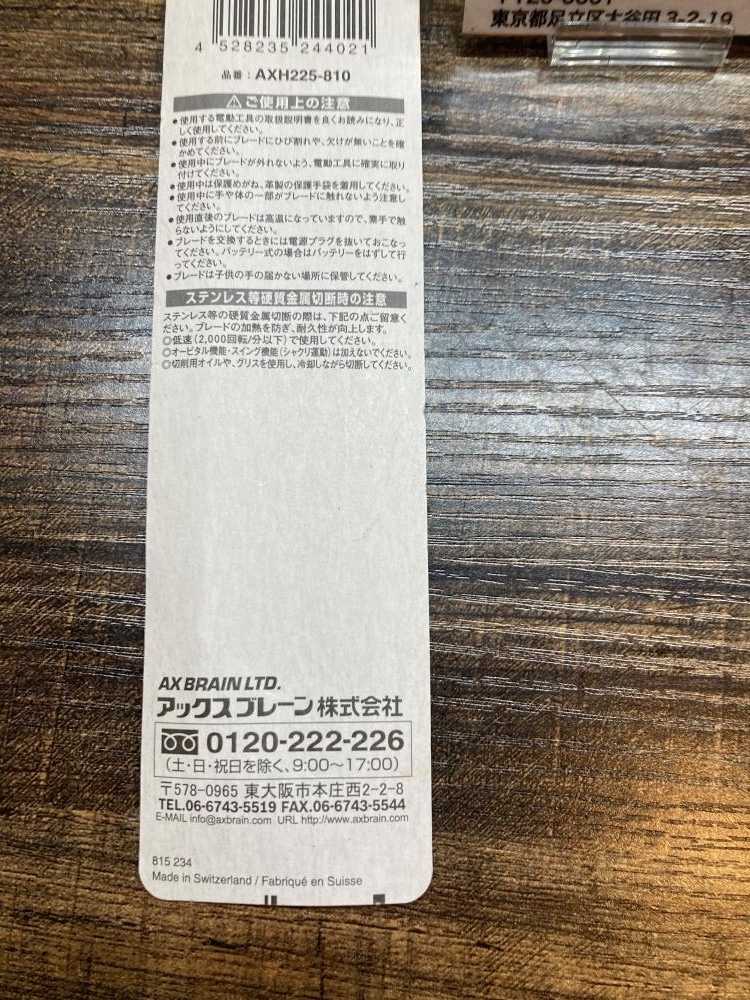 東京都足立区大谷田 3-2-19
4 528235 244021
品番：AXH225-810
⚠ご使用上の注意
●使用する電動工具の取扱説明書を良くお読みになり、正
しく使用してください。
●使用する前にブレードにひび割れや、欠けが無いことを確
かめてください。
●使用中にブレードが外れないよう、電動工具に確実に取り
付けてください。
●使用中は保護めがね、革製の保護手袋を着用してください。
●使用中に手や体の一部がブレードに触れないよう注意し
てください。
●使用直後のブレードは高温になっていますので、素手で触
らないようにしてください。
●ブレードを交換するときには電源プラグを抜いておこなっ
てください。バッテリー式の場合はバッテリーをはずして行
ってください。
●ブレードは子供の手の届かない場所に保管してください。
ステンレス等硬質金属切断時の注意
ステンレス等の硬質金属切断の際は、下記の点ご留意く
ださい。ブレードの加熱を防ぎ、耐久性が向上します。
◎低速（2,000回転/分以下）で使用してください。
◎オービタル機能・スイング機能（シャクリ運動）は加えないでください。
◎切削用オイルや、グリスを使用し、冷却しながら切断してください。
AX BRAIN LTD.
アックスブレーン株式会社
0120-222-226
（土・日・祝日を除く、9:00〜17:00）
〒578-0965 東大阪市本庄西2-2-8
TEL.06-6743-5519 FAX.06-6743-5544
E-MAIL info@axbrain.com URL http://www.axbrain.com
815 234
Made in Switzerland / Fabriqué en Suisse